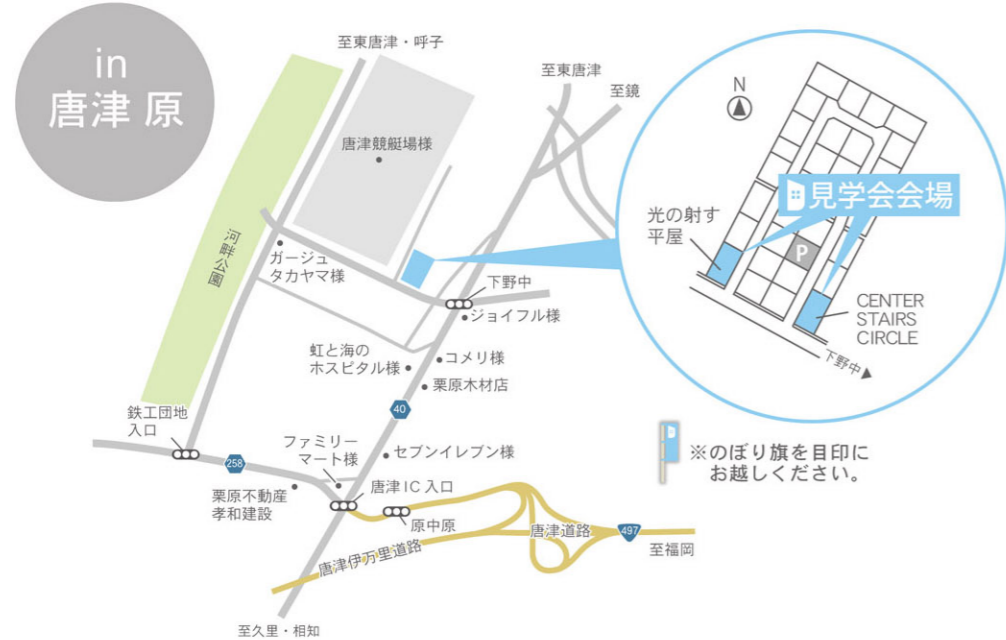 in
唐津 原
至東唐津・呼子
至東唐津
至鏡
唐津競艇場様
河畔公園
ガージュ
タカヤマ様
下野中
ジョイフル様
虹と海の
ホスピタル様
コメリ様
栗原木材店
40
鉄工団地
入口
258
ファミリー
マート様
セブンイレブン様
栗原不動産
孝和建設
唐津IC入口
原中原
唐津道路
497
至福岡
唐津伊万里道路
至久里・相知
N
見学会会場
光の射す
平屋
P
CENTER
STAIRS
CIRCLE
下野中▶
※のぼり旗を目印に
お越しください。